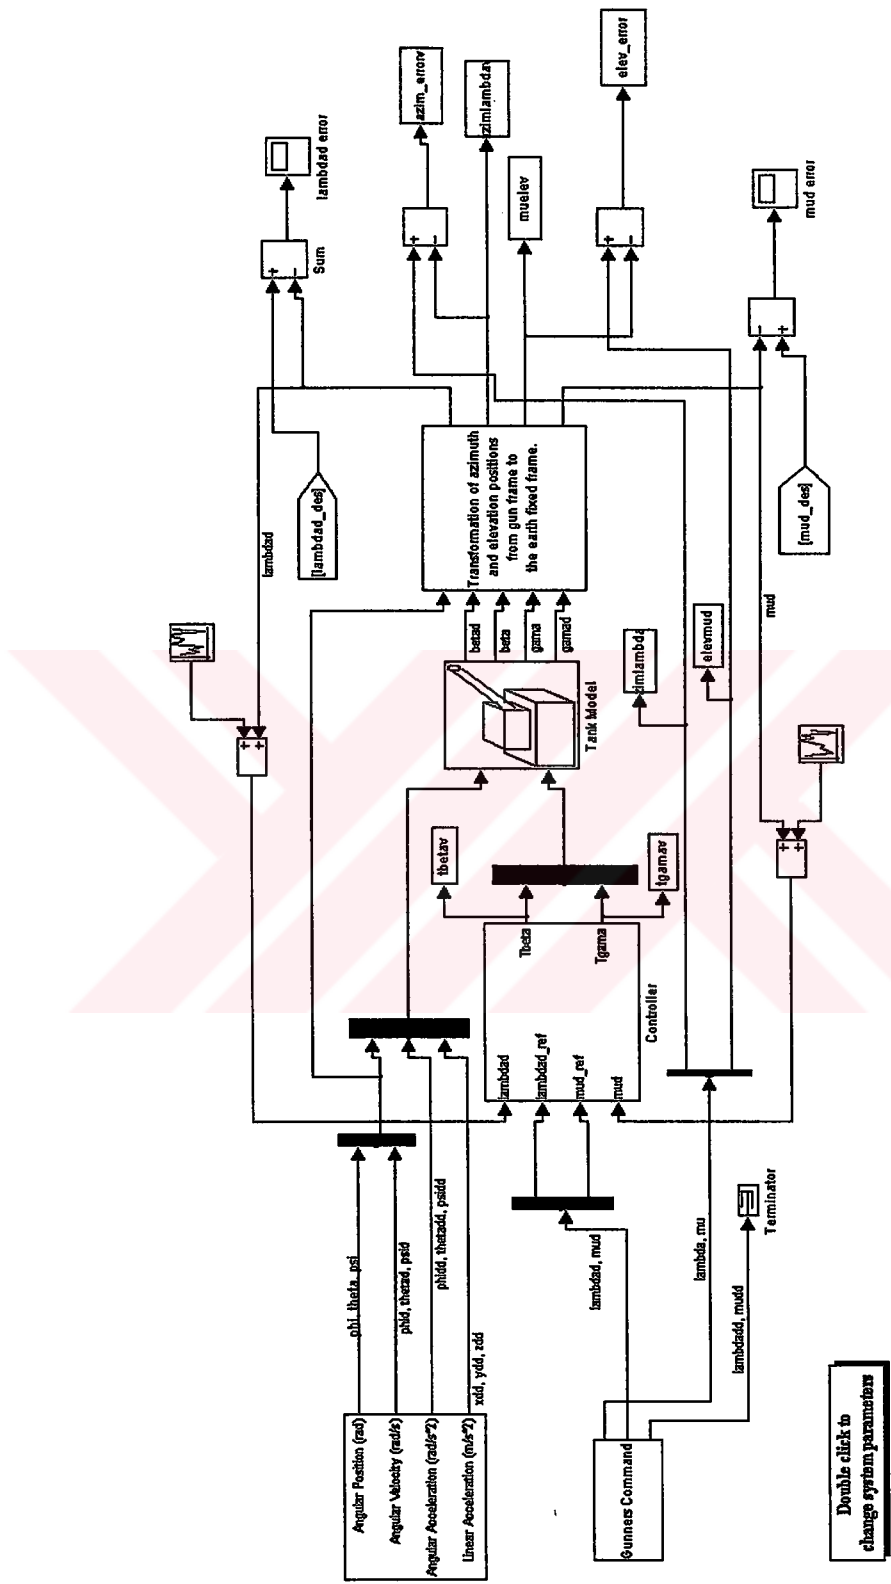 Angular Position (rad)
Angular Velocity (rad/s)
Angular Acceleration (rad/s^2)
Linear Acceleration (m/s^2)
phi, theta, psi
phid, thetad, psid
phidd, thetadd, psidd
xdd, ydd, zdd
Gunners Command
lambdad, mud
lambda, mu
lambdadd, mudd
Terminator
Double click to
change system parameters
lambdad
lambdad_ref
mud_ref
mud
Tbeta
Tgama
Controller
tbetav
tgamav
Tank Model
betad
beta
gama
gamad
zimlambda
elevmud
Transformation of azimuth
and elevation positions
from gun frame to
the earth fixed frame.
lambdad
[lambdad_des]
mud
[mud_des]
+
+
+
+
+
-
Sum
lambdad error
+
-
azim_errorv
azimlambdav
muelev
+
-
elev_error
-
+
mud error